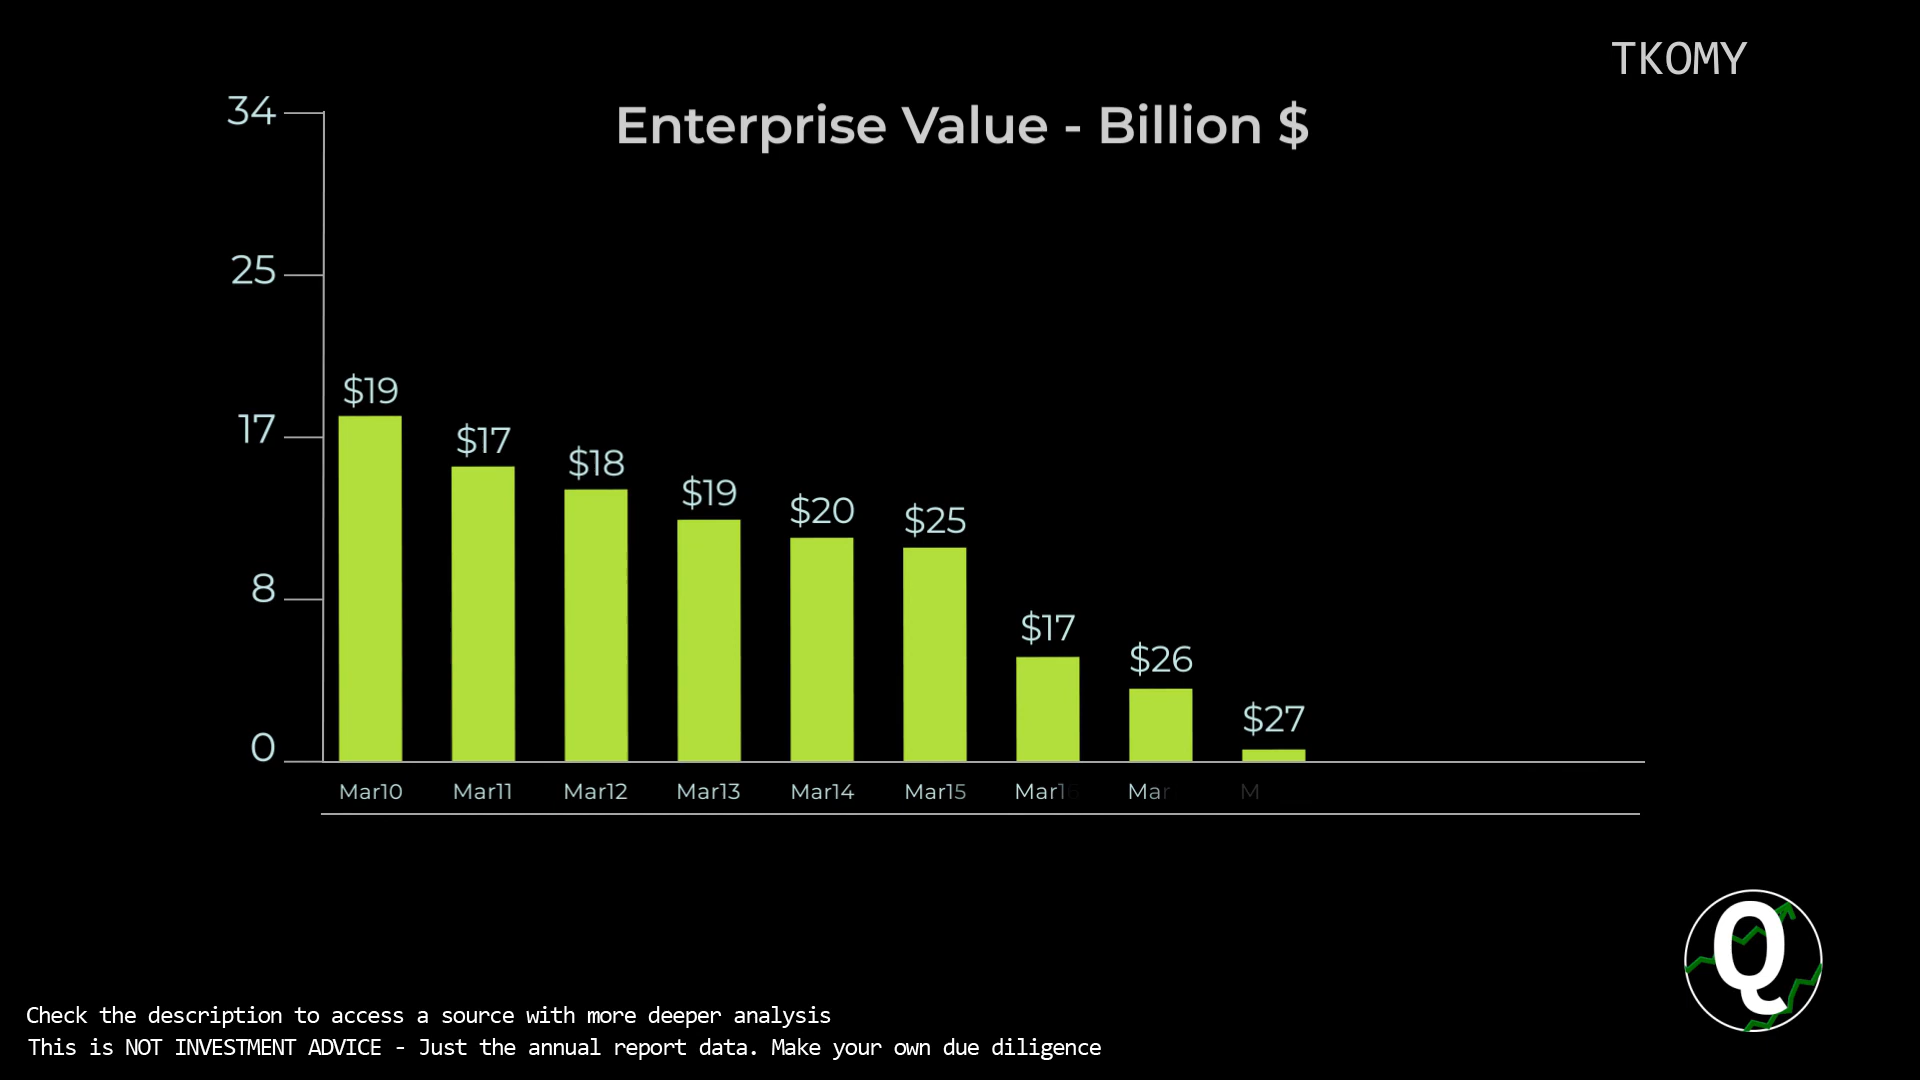 TKOMY
Enterprise Value - Billion $
34
25
17
8
0
$19
$17
$18
$19
$20
$25
$17
$26
$27
Mar10 Mar11 Mar12 Mar13 Mar14 Mar15 Mar16 Mar M
Q
Check the description to access a source with more deeper analysis
This is NOT INVESTMENT ADVICE - Just the annual report data. Make your own due diligence